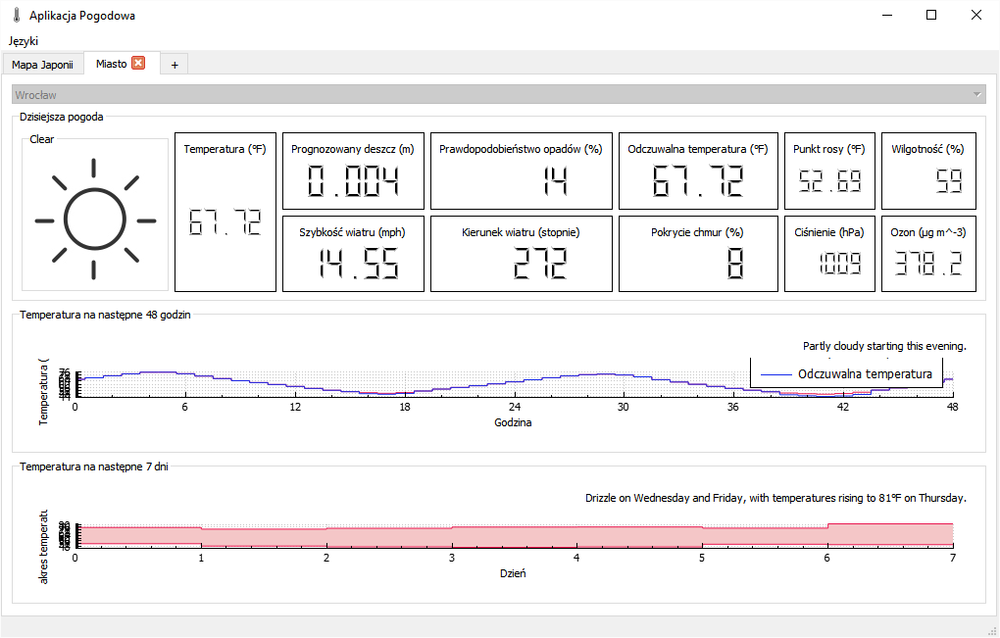 Aplikacja Pogodowa
Języki
Mapa Japonii
Miasto
+
Wrocław
Dzisiejsza pogoda
Clear
Temperatura (ºF)
67.72
Prognozowany deszcz (m)
0.004
Prawdopodobieństwo opadów (%)
14
Odczuwalna temperatura (ºF)
67.72
Punkt rosy (ºF)
52.69
Wilgotność (%)
59
Szybkość wiatru (mph)
14.55
Kierunek wiatru (stopnie)
272
Pokrycie chmur (%)
8
Ciśnienie (hPa)
1009
Ozon (µg m^-3)
378.2
Temperatura na następne 48 godzin
Partly cloudy starting this evening.
Temperatura (
Odczuwalna temperatura
0 6 12 18 24 30 36 42 48
Godzina
Temperatura na następne 7 dni
Drizzle on Wednesday and Friday, with temperatures rising to 81ºF on Thursday.
akres temperatu
0 1 2 3 4 5 6 7
Dzień